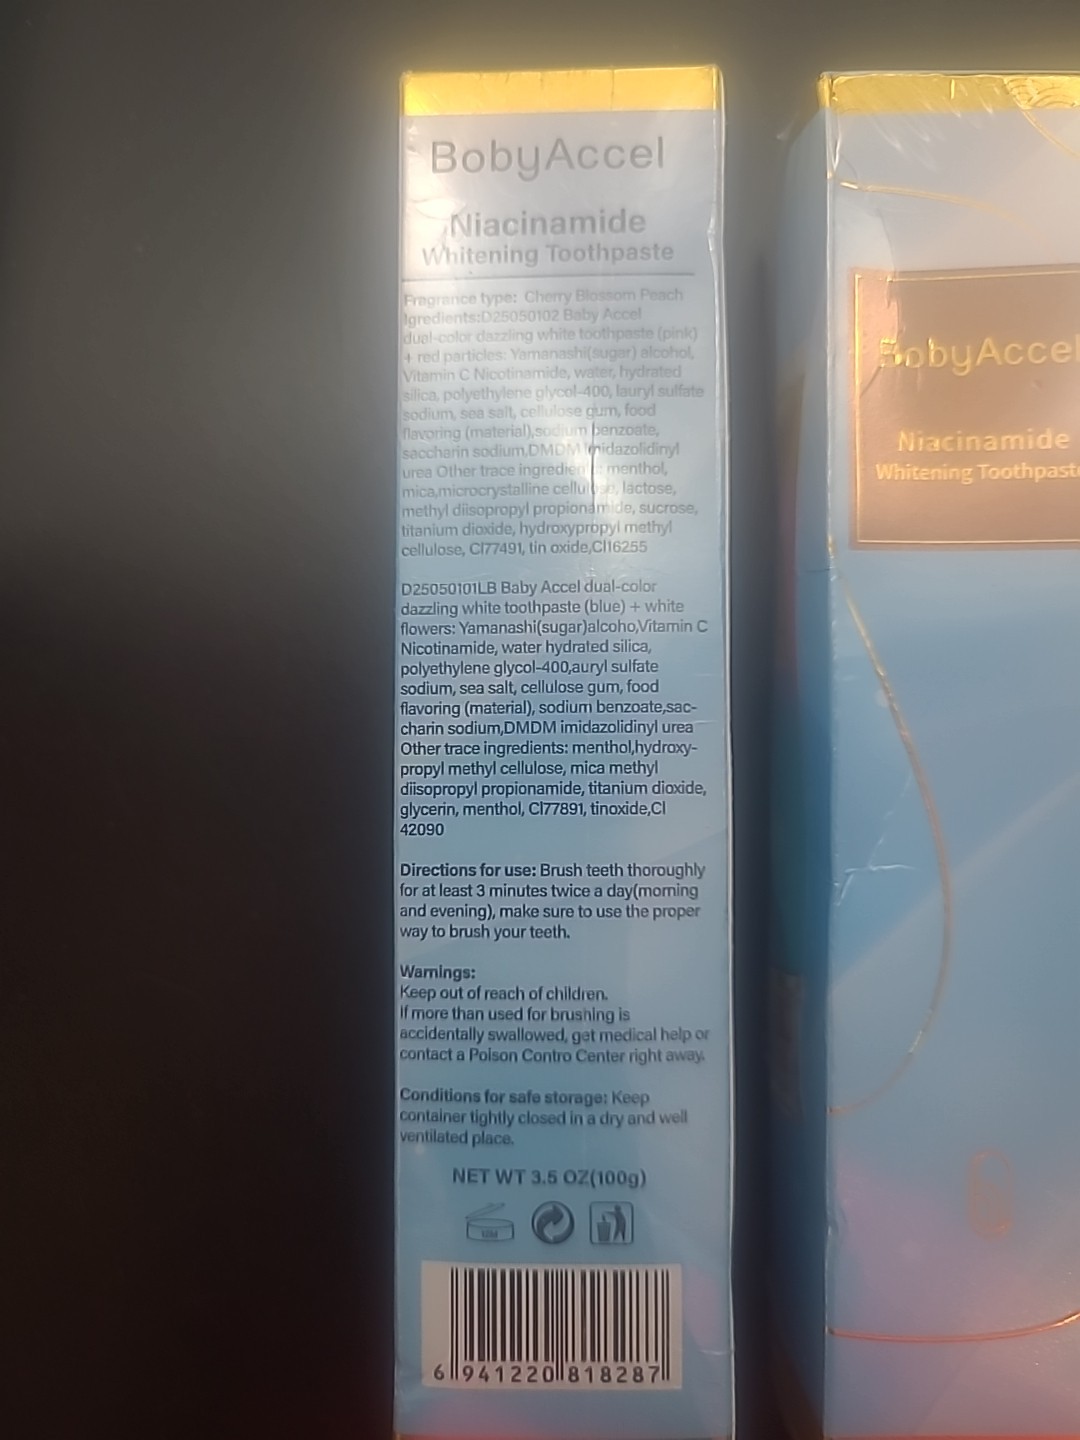 BobyAccel
Niacinamide
Whitening Toothpaste
Fragrance type: Cherry Blossom Peach
Igredients:D25050102 Baby Accel
dual-color dazzling white toothpaste (pink)
+ red particles: Yamanashi(sugar) alcohol,
Vitamin C Nicotinamide, water, hydrated
silica, polyethylene glycol-400, lauryl sulfate
sodium, sea salt, cellulose gum, food
flavoring (material),sodium benzoate,
saccharin sodium,DMDM imidazolidinyl
urea Other trace ingredients: menthol,
mica,microcrystalline cellulose, lactose,
methyl diisopropyl propionamide, sucrose,
titanium dioxide, hydroxypropyl methyl
cellulose, CI77491, tin oxide,CI16255
D25050101LB Baby Accel dual-color
dazzling white toothpaste (blue) + white
flowers: Yamanashi(sugar)alcoho,Vitamin C
Nicotinamide, water hydrated silica,
polyethylene glycol-400,auryl sulfate
sodium, sea salt, cellulose gum, food
flavoring (material), sodium benzoate,sac-
charin sodium,DMDM imidazolidinyl urea
Other trace ingredients: menthol,hydroxy-
propyl methyl cellulose, mica methyl
diisopropyl propionamide, titanium dioxide,
glycerin, menthol, CI77891, tinoxide,CI
42090
Directions for use: Brush teeth thoroughly
for at least 3 minutes twice a day(morning
and evening), make sure to use the proper
way to brush your teeth.
Warnings:
Keep out of reach of children.
If more than used for brushing is
accidentally swallowed, get medical help or
contact a Poison Contro Center right away.
Conditions for safe storage: Keep
container tightly closed in a dry and well
ventilated place.
NET WT 3.5 OZ(100g)
6 941220 818287
BobyAccel
Niacinamide
Whitening Toothpaste